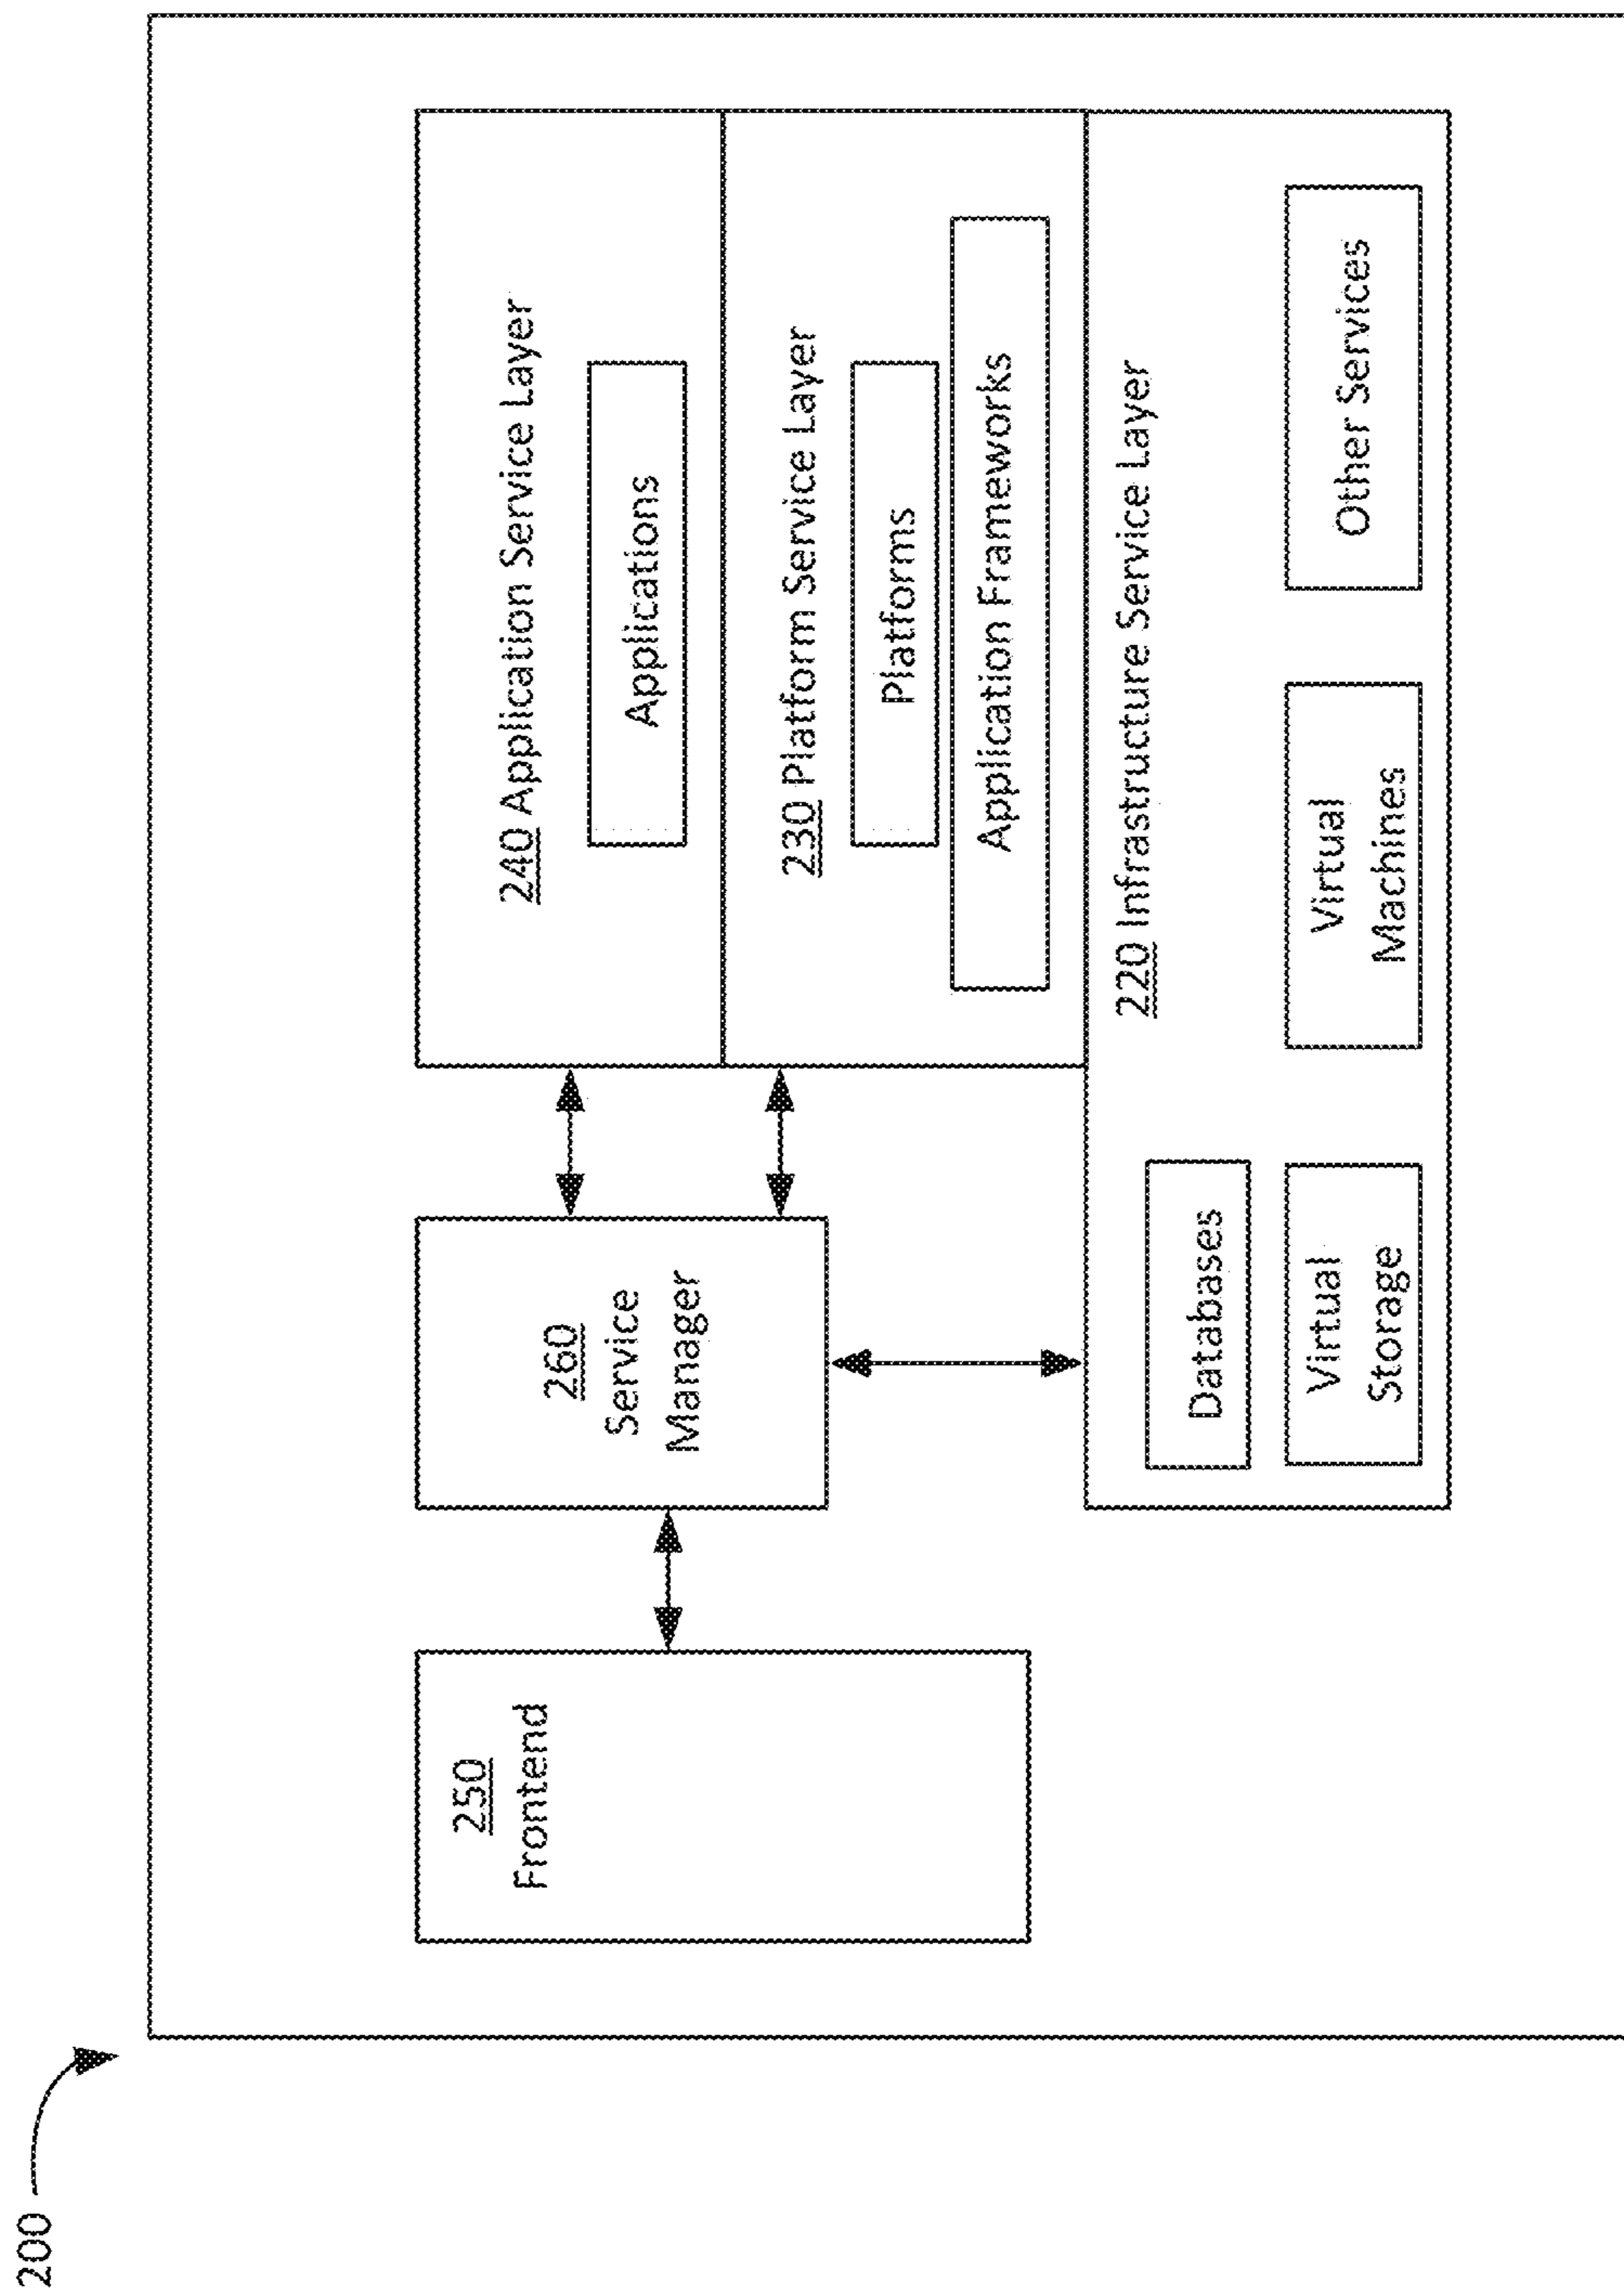 200
250
Frontend
260
Service
Manager
240 Application Service Layer
Applications
230 Platform Service Layer
Platforms
Application Frameworks
220 Infrastructure Service Layer
Databases
Virtual
Storage
Virtual
Machines
Other Services